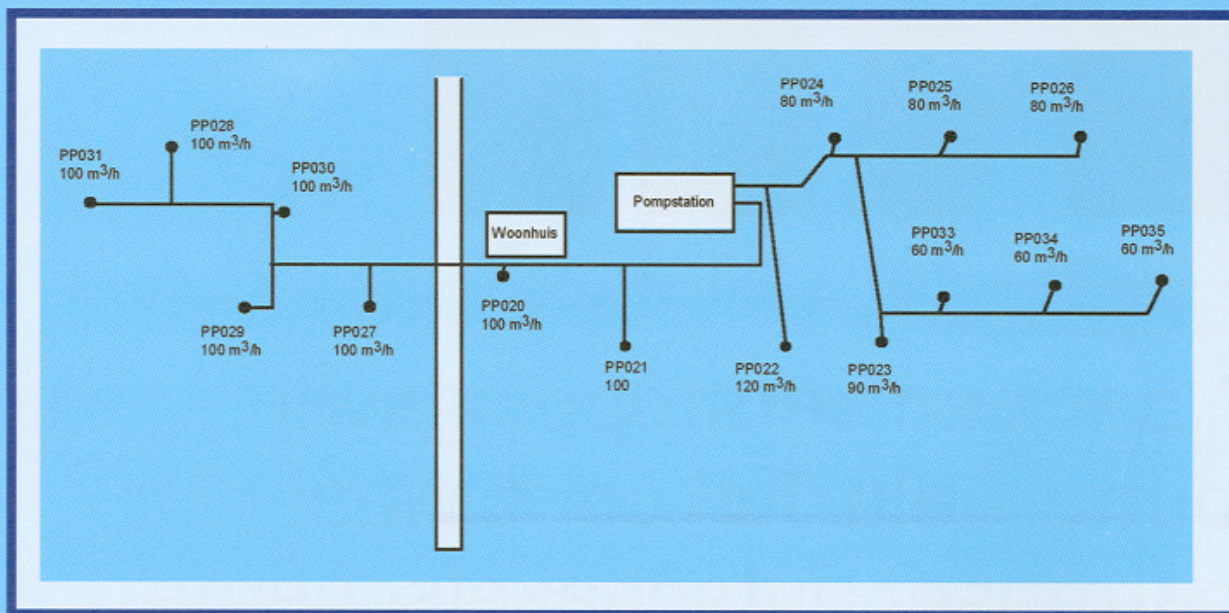 PP024
80 m³/h
PP025
80 m³/h
PP026
80 m³/h
PP028
100 m³/h
PP031
100 m³/h
PP030
100 m³/h
Pompstation
Woonhuis
PP033
60 m³/h
PP034
60 m³/h
PP035
60 m³/h
PP020
100 m³/h
PP029
100 m³/h
PP027
100 m³/h
PP021
100
PP022
120 m³/h
PP023
90 m³/h